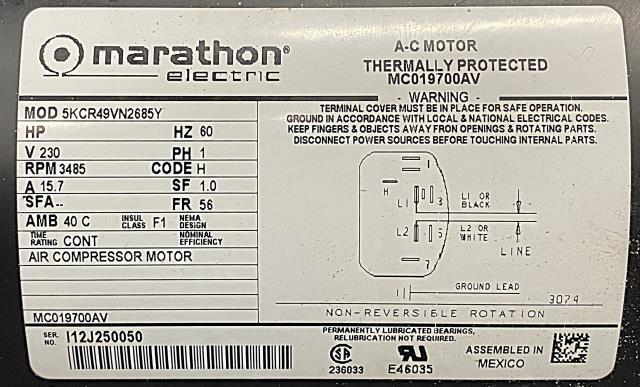 marathon®
electric
MOD 5KCR49VN2685Y
HP HZ 60
V 230 PH 1
RPM 3485 CODE H
A 15.7 SF 1.0
SFA -- FR 56
AMB 40 C INSUL CLASS F1 NEMA DESIGN
TIME RATING CONT NOMINAL EFFICIENCY
AIR COMPRESSOR MOTOR
MC019700AV
SER. NO. I12J250050
A-C MOTOR
THERMALLY PROTECTED
MC019700AV
WARNING
TERMINAL COVER MUST BE IN PLACE FOR SAFE OPERATION.
GROUND IN ACCORDANCE WITH LOCAL & NATIONAL ELECTRICAL CODES.
KEEP FINGERS & OBJECTS AWAY FROM OPENINGS & ROTATING PARTS.
DISCONNECT POWER SOURCES BEFORE TOUCHING INTERNAL PARTS.
1
H
L1 3 L1 OR
BLACK
L2 5 L2 OR
WHITE
LINE
7
GROUND LEAD
3074
NON-REVERSIBLE ROTATION
PERMANENTLY LUBRICATED BEARINGS,
RELUBRICATION NOT REQUIRED.
236033 E46035
ASSEMBLED IN
MEXICO